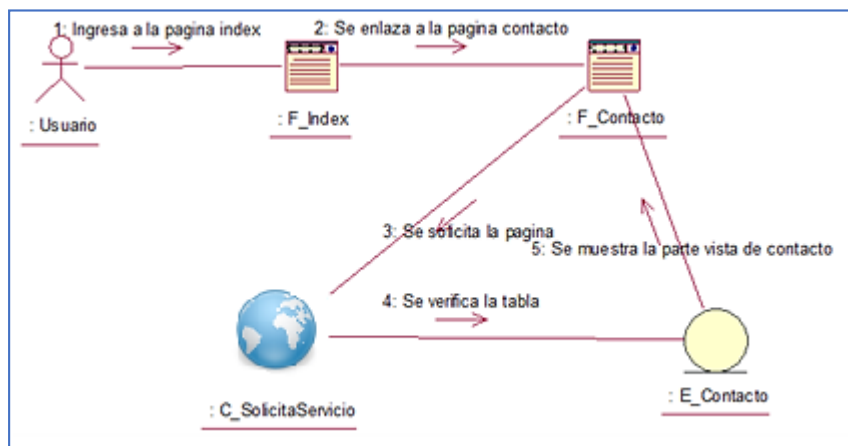 1: Ingresa a la pagina index
2: Se enlaza a la pagina contacto
: Usuario
: F_Index
: F_Contacto
3: Se solicita la pagina
5: Se muestra la parte vista de contacto
4: Se verifica la tabla
: C_SolicitaServicio
: E_Contacto